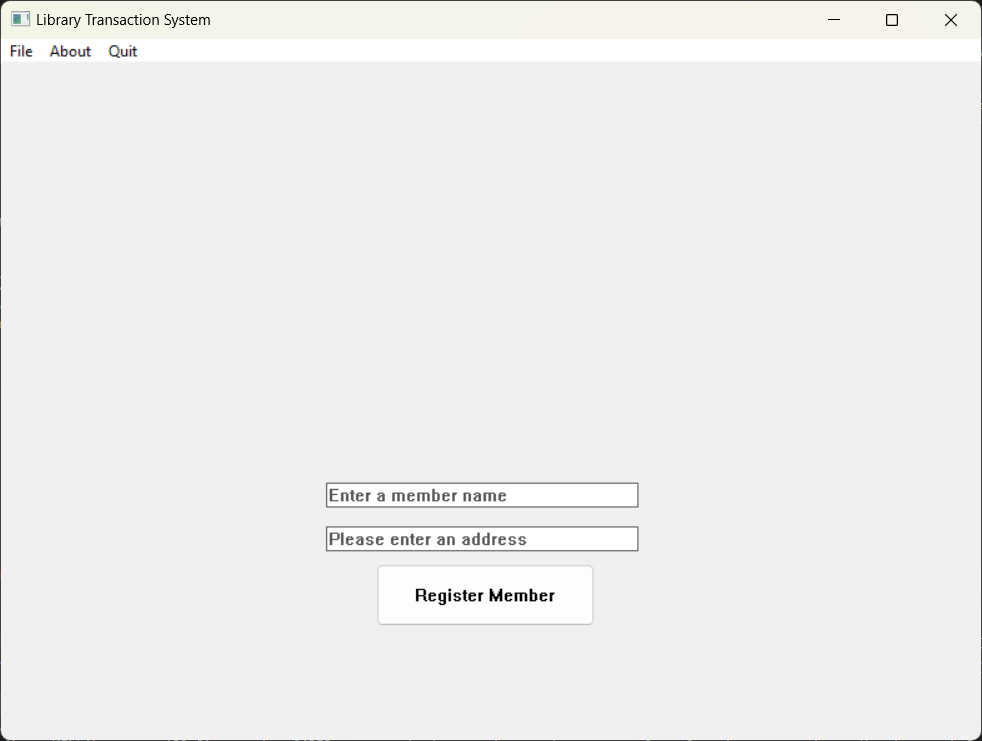 Library Transaction System
File About Quit
Enter a member name
Please enter an address
Register Member